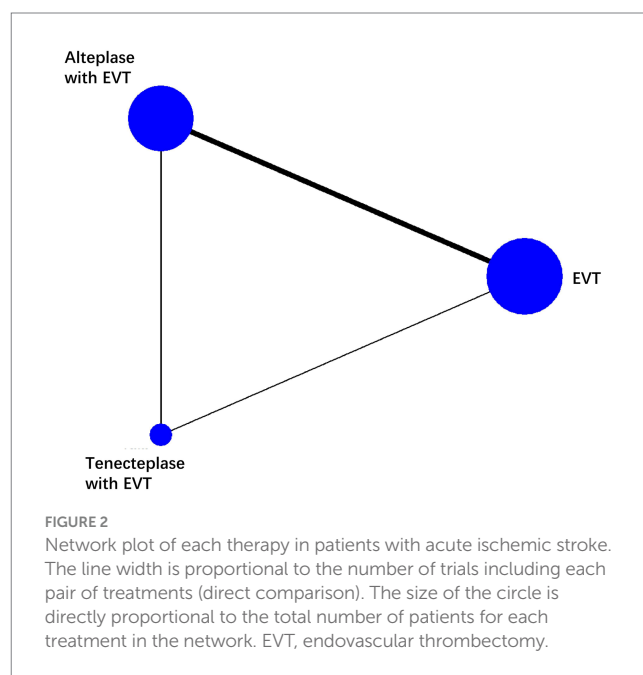 Alteplase
with EVT
EVT
Tenecteplase
with EVT
FIGURE 2
Network plot of each therapy in patients with acute ischemic stroke.
The line width is proportional to the number of trials including each
pair of treatments (direct comparison). The size of the circle is
directly proportional to the total number of patients for each
treatment in the network. EVT, endovascular thrombectomy.